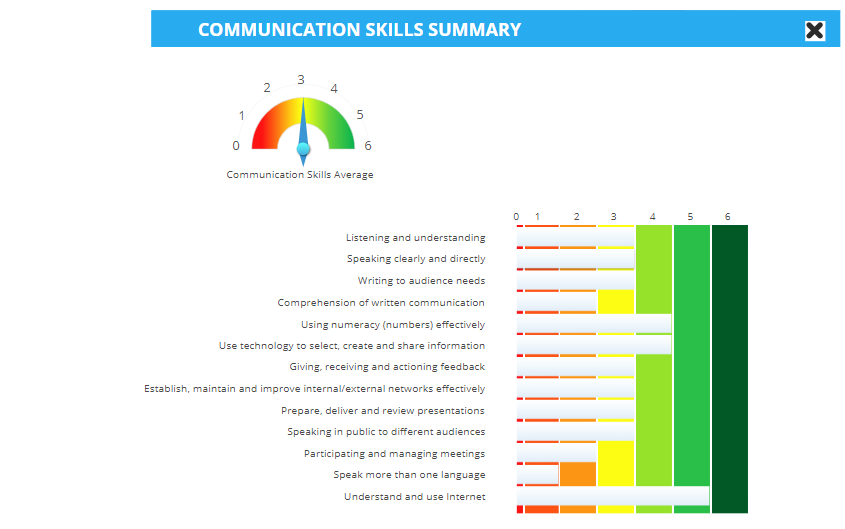 COMMUNICATION SKILLS SUMMARY
3
2 4
1 5
0 6
Communication Skills Average
0 1 2 3 4 5 6
Listening and understanding
Speaking clearly and directly
Writing to audience needs
Comprehension of written communication
Using numeracy (numbers) effectively
Use technology to select, create and share information
Giving, receiving and actioning feedback
Establish, maintain and improve internal/external networks effectively
Prepare, deliver and review presentations
Speaking in public to different audiences
Participating and managing meetings
Speak more than one language
Understand and use Internet